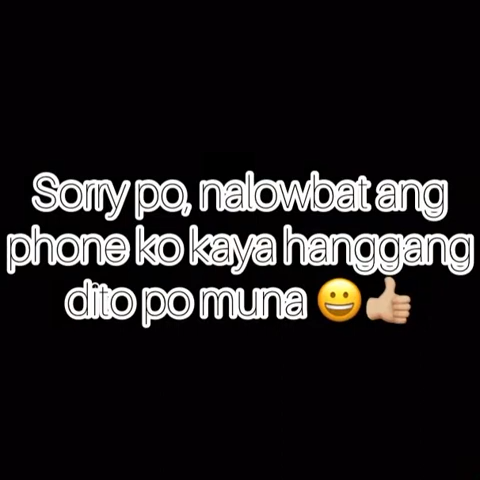 Sorry po, nalowbat ang
phone ko kaya hanggang
dito po muna 😀👍🏼